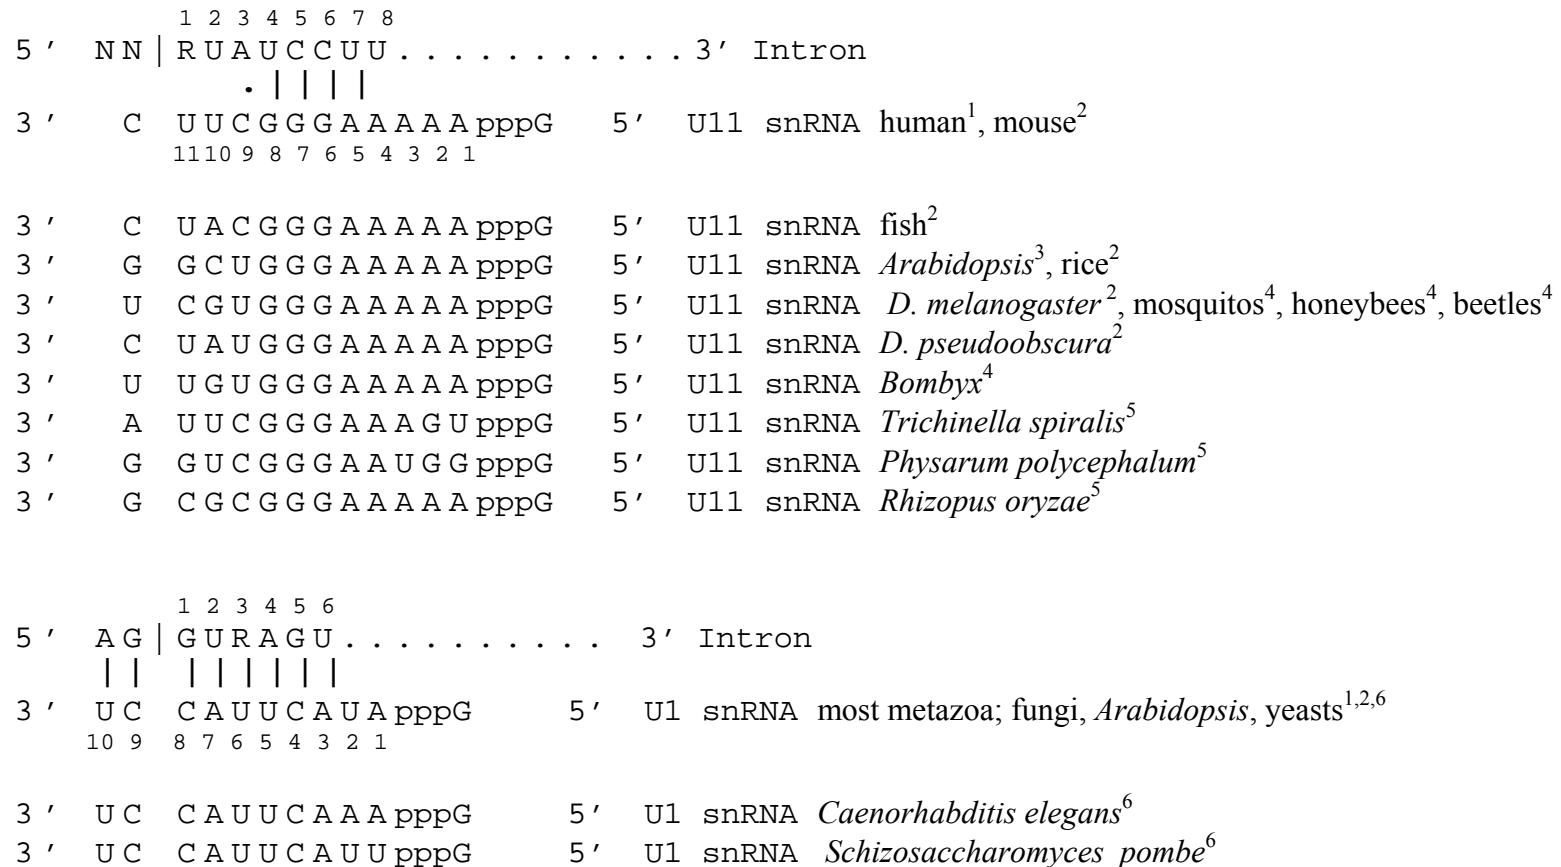 1 2 3 4 5 6 7 8
5 ′ N N | R U A U C C U U . . . . . . . . . . . 3′ Intron
. | | | |
3 ′ C U U C G G G A A A A A pppG 5′ U11 snRNA human¹, mouse²
11 10 9 8 7 6 5 4 3 2 1
3 ′ C U A C G G G A A A A A pppG 5′ U11 snRNA fish²
3 ′ G G C U G G G A A A A A pppG 5′ U11 snRNA Arabidopsis³, rice²
3 ′ U C G U G G G A A A A A pppG 5′ U11 snRNA D. melanogaster², mosquitos⁴, honeybees⁴, beetles⁴
3 ′ C U A U G G G A A A A A pppG 5′ U11 snRNA D. pseudoobscura²
3 ′ U U G U G G G A A A A A pppG 5′ U11 snRNA Bombyx⁴
3 ′ A U U C G G G A A A G U pppG 5′ U11 snRNA Trichinella spiralis⁵
3 ′ G G U C G G G A A U G G pppG 5′ U11 snRNA Physarum polycephalum⁵
3 ′ G C G C G G G A A A A A pppG 5′ U11 snRNA Rhizopus oryzae⁵
1 2 3 4 5 6
5 ′ A G | G U R A G U . . . . . . . . . . 3′ Intron
| | | | | | | |
3 ′ U C C A U U C A U A pppG 5′ U1 snRNA most metazoa; fungi, Arabidopsis, yeasts¹,²,⁶
10 9 8 7 6 5 4 3 2 1
3 ′ U C C A U U C A A A pppG 5′ U1 snRNA Caenorhabditis elegans⁶
3 ′ U C C A U U C A U U pppG 5′ U1 snRNA Schizosaccharomyces pombe⁶